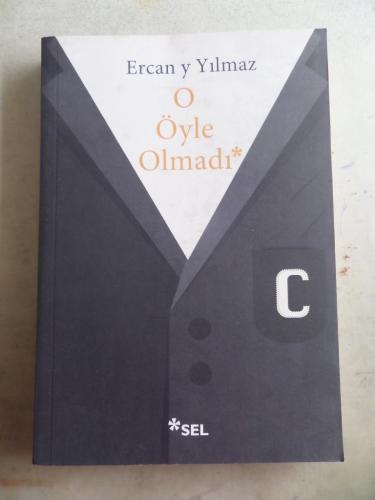 Ercan y Yılmaz
O
Öyle
Olmadı*
C
*SEL